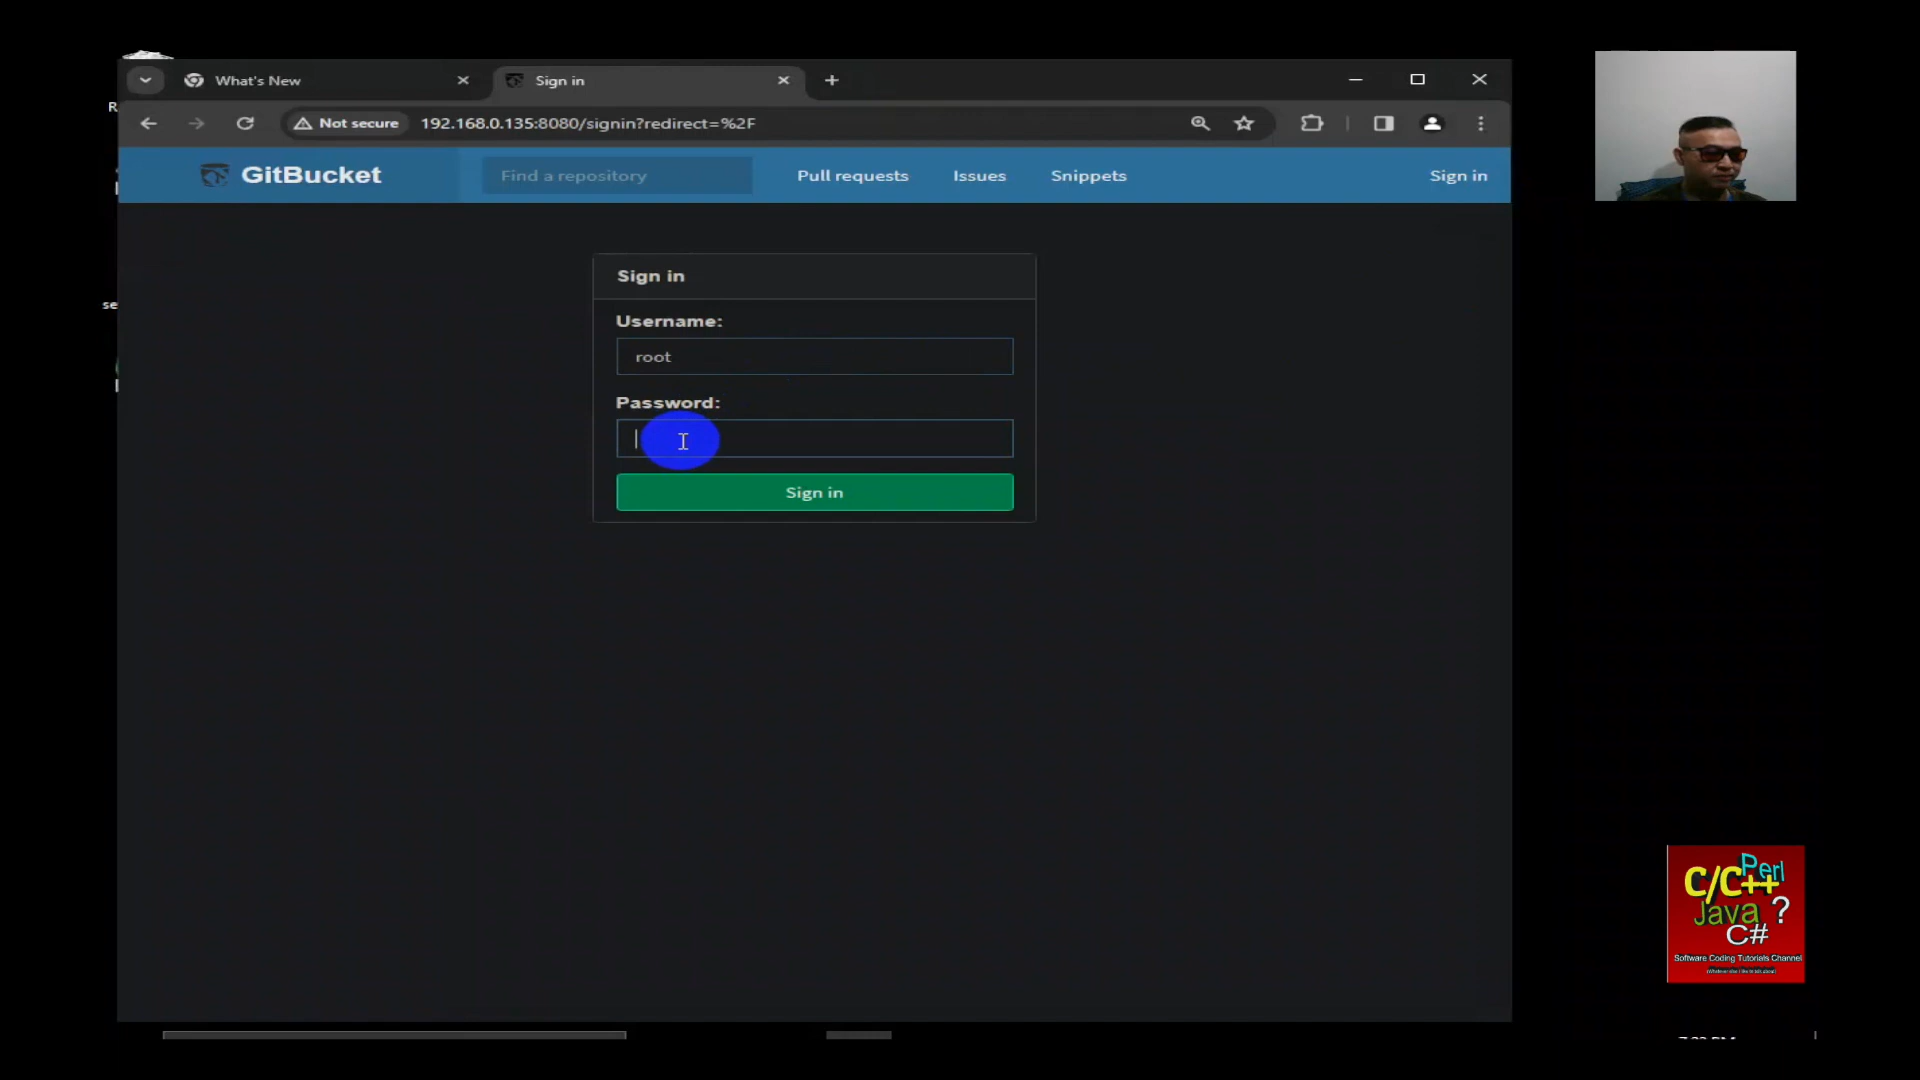 What's New
Sign in
R
Not secure
192.168.0.135:8080/signin?redirect=%2F
GitBucket
Find a repository
Pull requests
Issues
Snippets
Sign in
Sign in
se
Username:
root
Password:
Sign in
C/C++
Perl
Java
?
C#
Software Coding Tutorials Channel